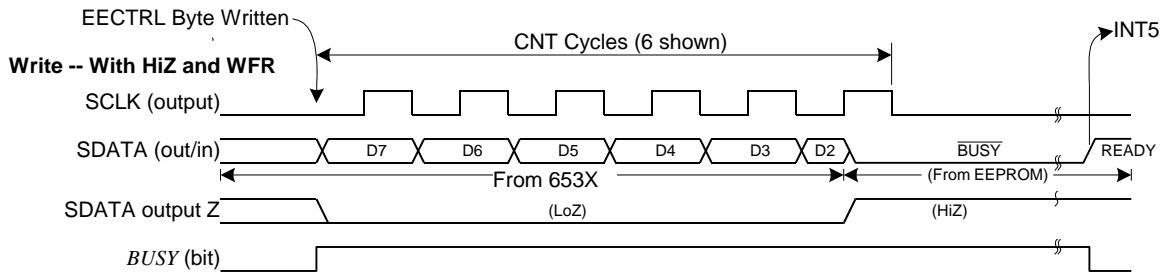 EECTRL Byte Written
INT5
CNT Cycles (6 shown)
Write -- With HiZ and WFR
SCLK (output)
SDATA (out/in)
D7
D6
D5
D4
D3
D2
BUSY
READY
From 653X
(From EEPROM)
SDATA output Z
(LoZ)
(HiZ)
BUSY (bit)